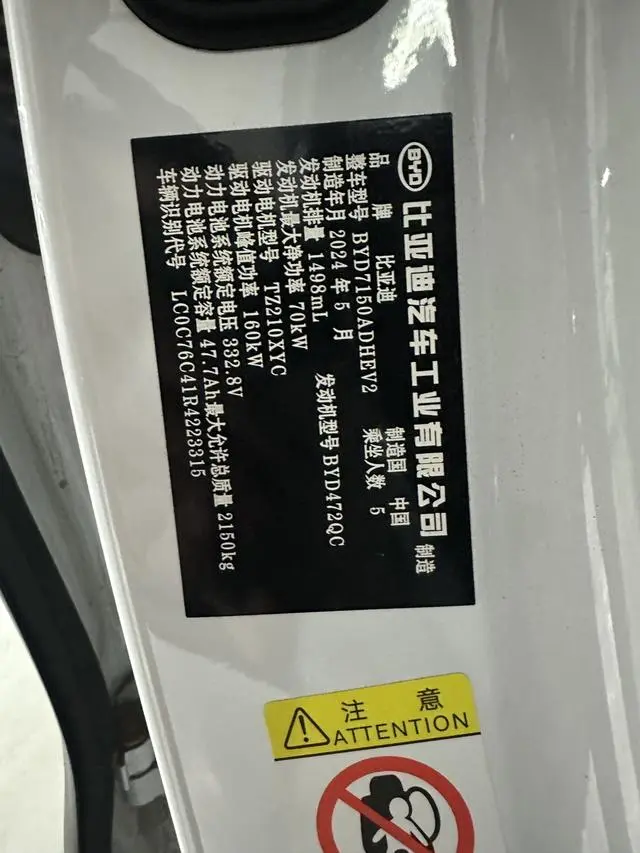 BYD 比亚迪汽车工业有限公司 制造
品 牌 比亚迪 制造国 中国
整车型号 BYD7150ADHEV2 乘坐人数 5
制造年月 2024 年 5 月
发动机排量 1498mL 发动机型号 BYD472QC
发动机最大净功率 70kW
驱动电机型号 TZ210XYC
驱动电机峰值功率 160kW
动力电池系统额定电压 332.8V
动力电池系统额定容量 47.7Ah 最大允许总质量 2150kg
车辆识别代号 LC0C76C41R4223315
注 意
ATTENTION